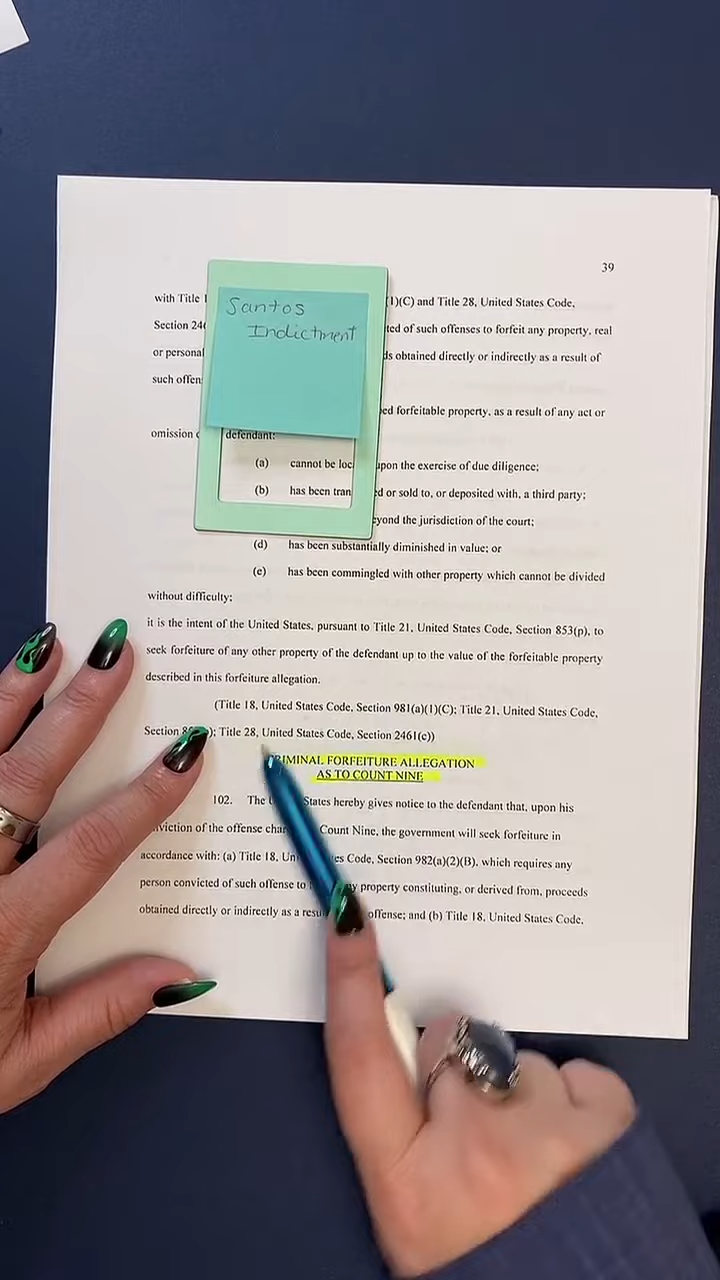 39
with Title 1)(C) and Title 28, United States Code,
Santos
Section 24 ted of such offenses to forfeit any property, real
Indictment
or personal ds obtained directly or indirectly as a result of
such offen
ed forfeitable property, as a result of any act or
omission defendant:
(a) cannot be loc upon the exercise of due diligence;
(b) has been tran d or sold to, or deposited with, a third party;
eyond the jurisdiction of the court;
(d) has been substantially diminished in value; or
(e) has been commingled with other property which cannot be divided
without difficulty;
it is the intent of the United States, pursuant to Title 21, United States Code, Section 853(p), to
seek forfeiture of any other property of the defendant up to the value of the forfeitable property
described in this forfeiture allegation.
(Title 18, United States Code, Section 981(a)(1)(C); Title 21, United States Code,
Section 8 ); Title 28, United States Code, Section 2461(c))
RIMINAL FORFEITURE ALLEGATION
AS TO COUNT NINE
102. The States hereby gives notice to the defendant that, upon his
nviction of the offense char Count Nine, the government will seek forfeiture in
accordance with: (a) Title 18, Un es Code, Section 982(a)(2)(B), which requires any
person convicted of such offense to y property constituting, or derived from, proceeds
obtained directly or indirectly as a resu offense; and (b) Title 18, United States Code,